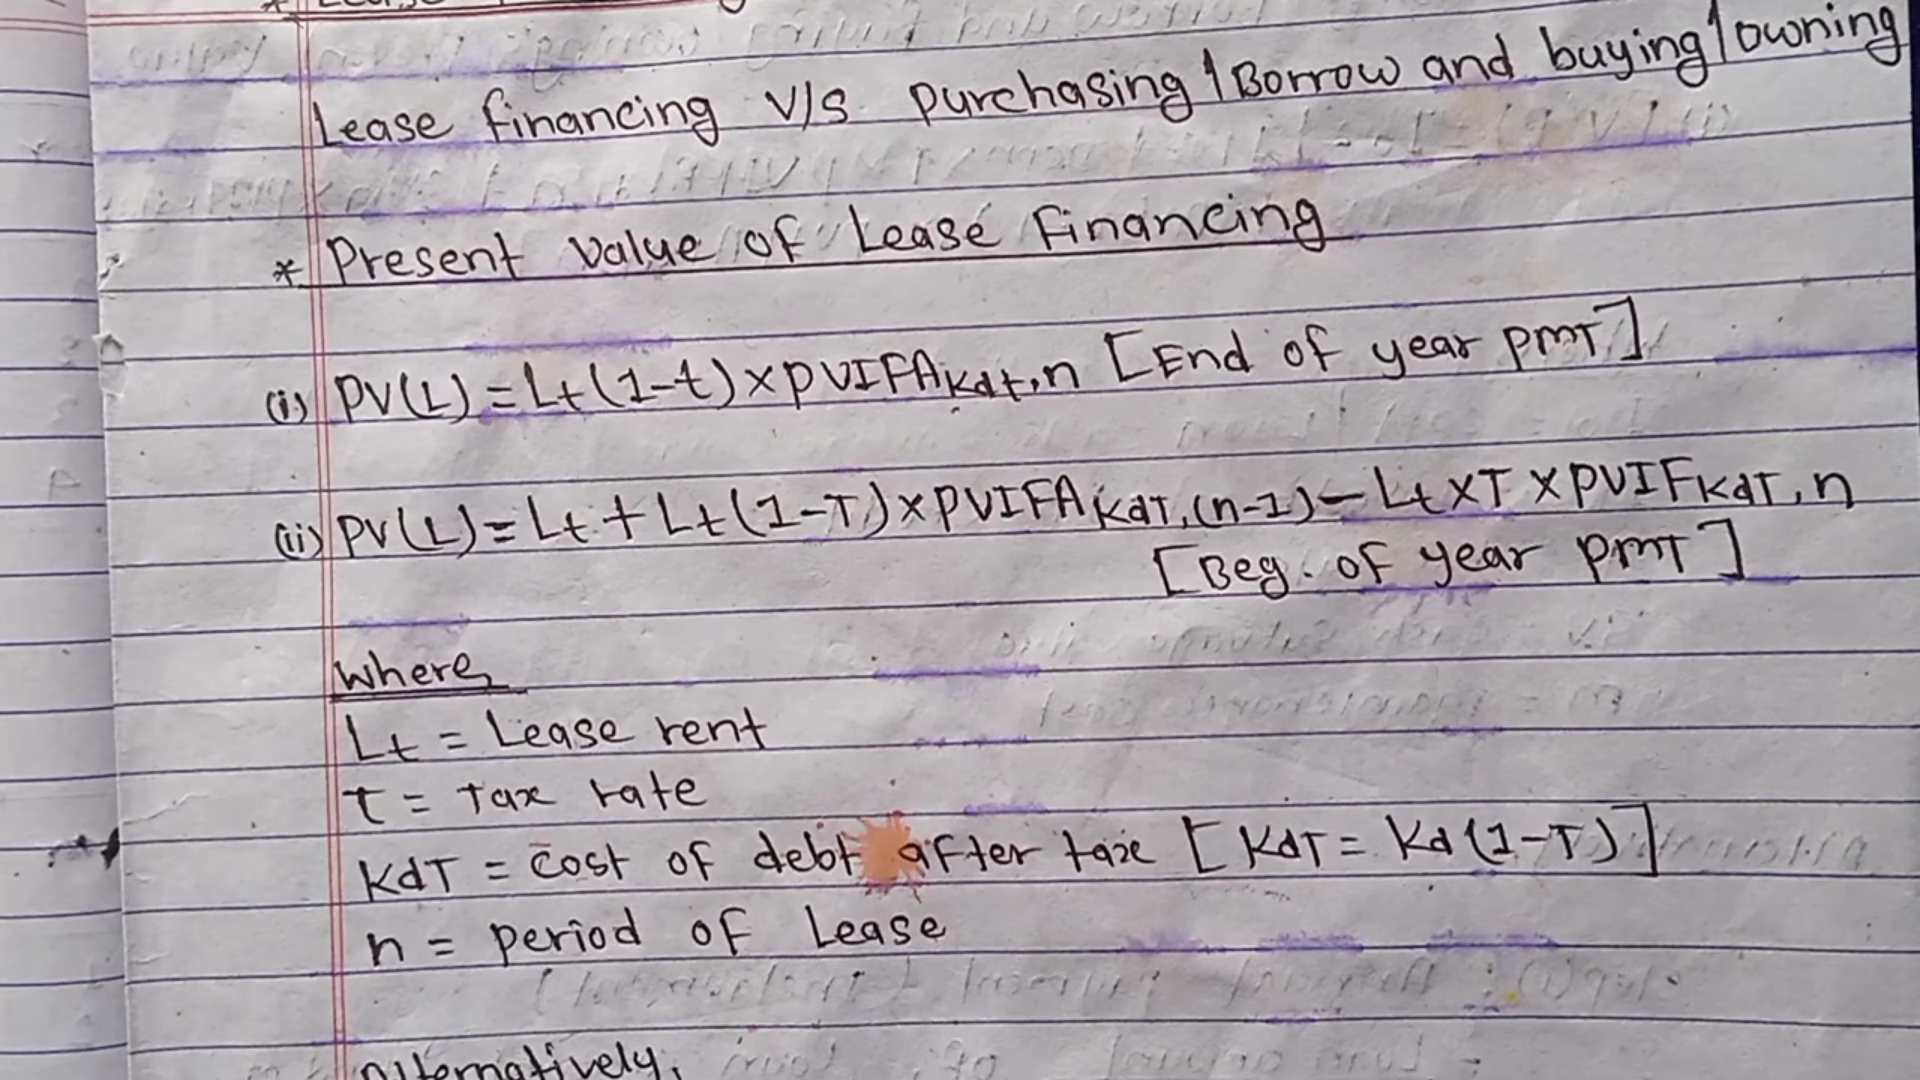 Lease financing V/S purchasing/Borrow and buying/owning
* Present Value of Lease Financing
(i) PV(L) = Lt(1-t) × PVIFAKdt,n [End of year PMT]
(ii) PV(L) = Lt + Lt(1-T) × PVIFAKdT,(n-1) - Lt × T × PVIFKdT,n
[Beg. of year PMT]
Where,
Lt = Lease rent
T = Tax rate
KdT = Cost of debt after tax [KdT = Kd(1-T)]
n = period of Lease
Alternatively,